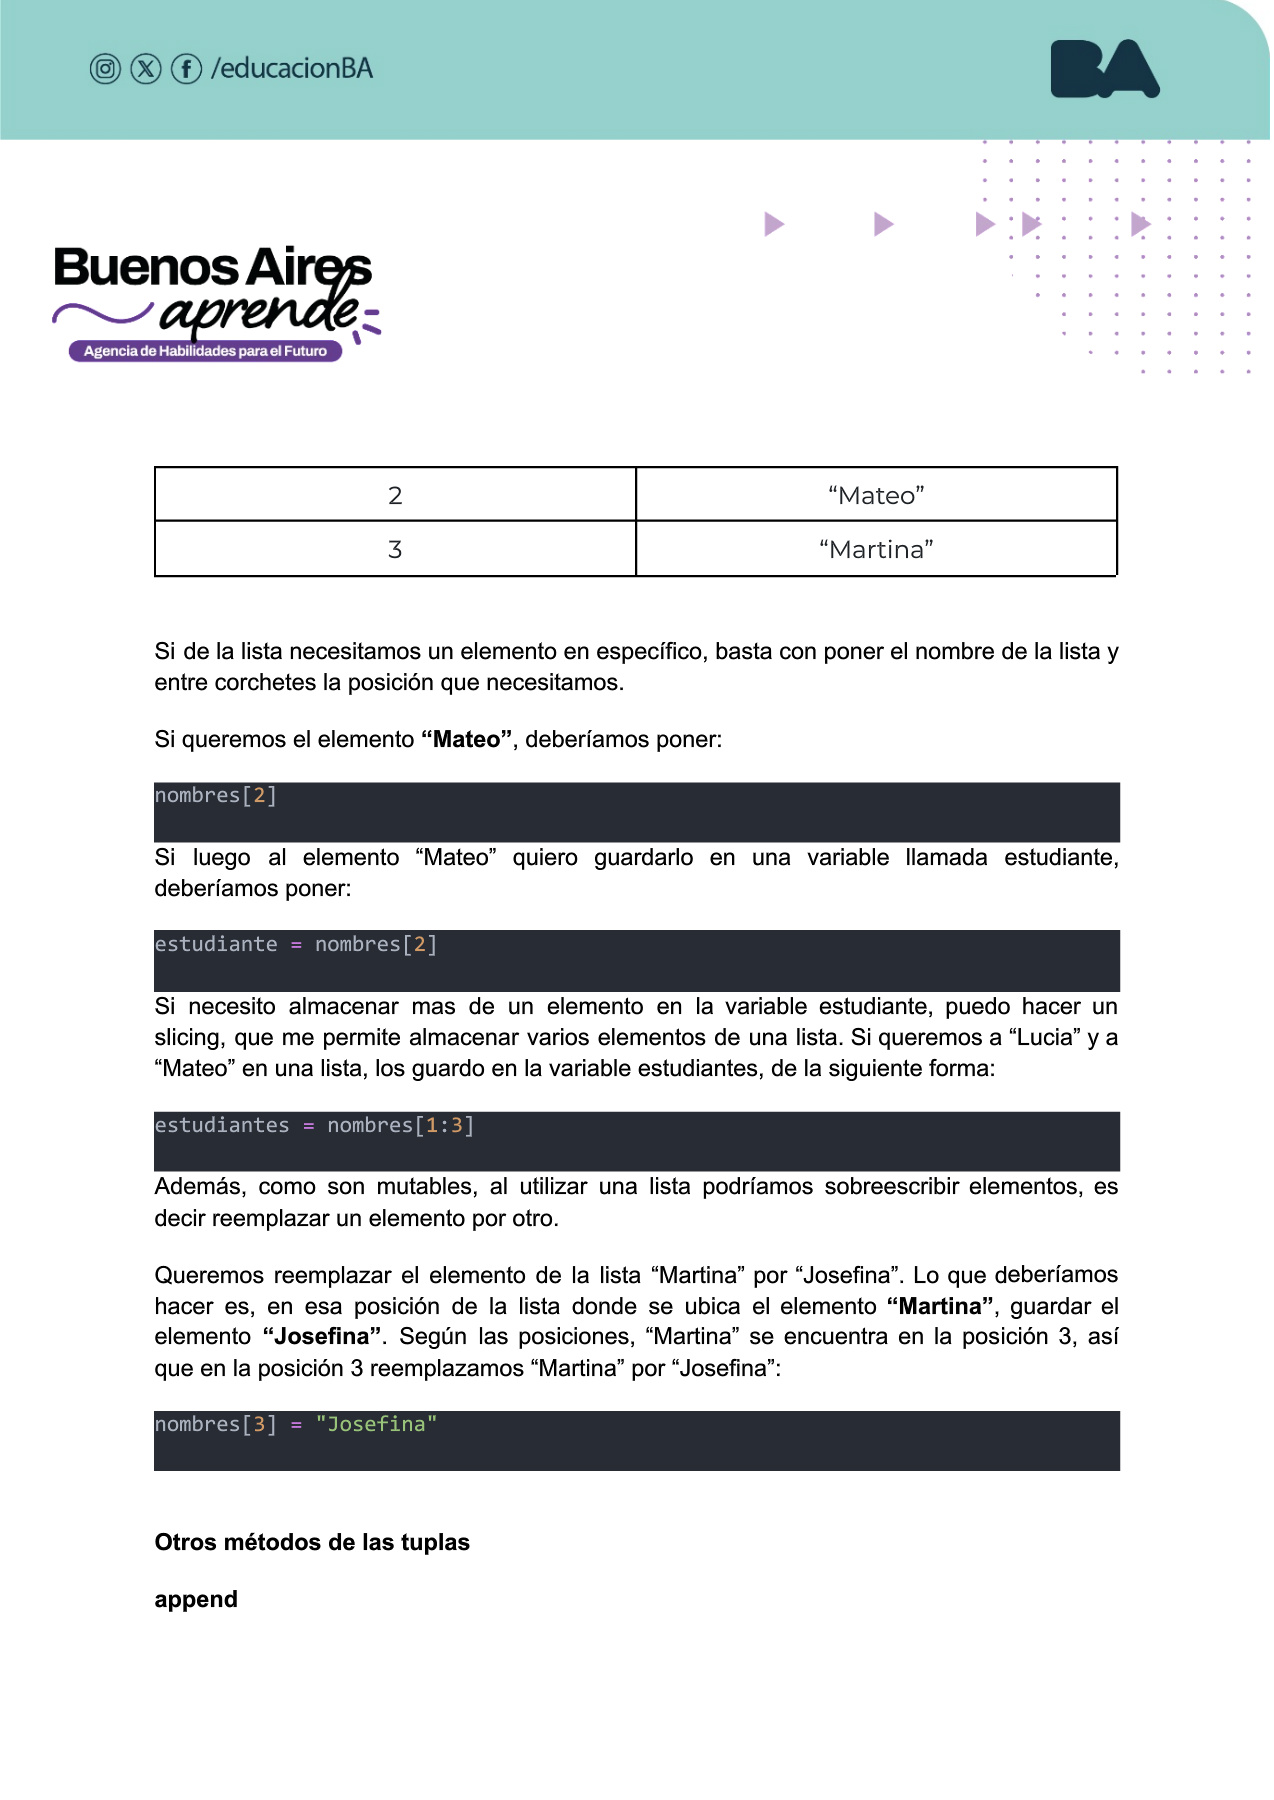 /educacionBA
BA
Buenos Aires
aprende
Agencia de Habilidades para el Futuro
2 “Mateo”
3 “Martina”
Si de la lista necesitamos un elemento en específico, basta con poner el nombre de la lista y
entre corchetes la posición que necesitamos.
Si queremos el elemento “Mateo”, deberíamos poner:
nombres[2]
Si luego al elemento “Mateo” quiero guardarlo en una variable llamada estudiante,
deberíamos poner:
estudiante = nombres[2]
Si necesito almacenar mas de un elemento en la variable estudiante, puedo hacer un
slicing, que me permite almacenar varios elementos de una lista. Si queremos a “Lucia” y a
“Mateo” en una lista, los guardo en la variable estudiantes, de la siguiente forma:
estudiantes = nombres[1:3]
Además, como son mutables, al utilizar una lista podríamos sobreescribir elementos, es
decir reemplazar un elemento por otro.
Queremos reemplazar el elemento de la lista “Martina” por “Josefina”. Lo que deberíamos
hacer es, en esa posición de la lista donde se ubica el elemento “Martina”, guardar el
elemento “Josefina”. Según las posiciones, “Martina” se encuentra en la posición 3, así
que en la posición 3 reemplazamos “Martina” por “Josefina”:
nombres[3] = "Josefina"
Otros métodos de las tuplas
append